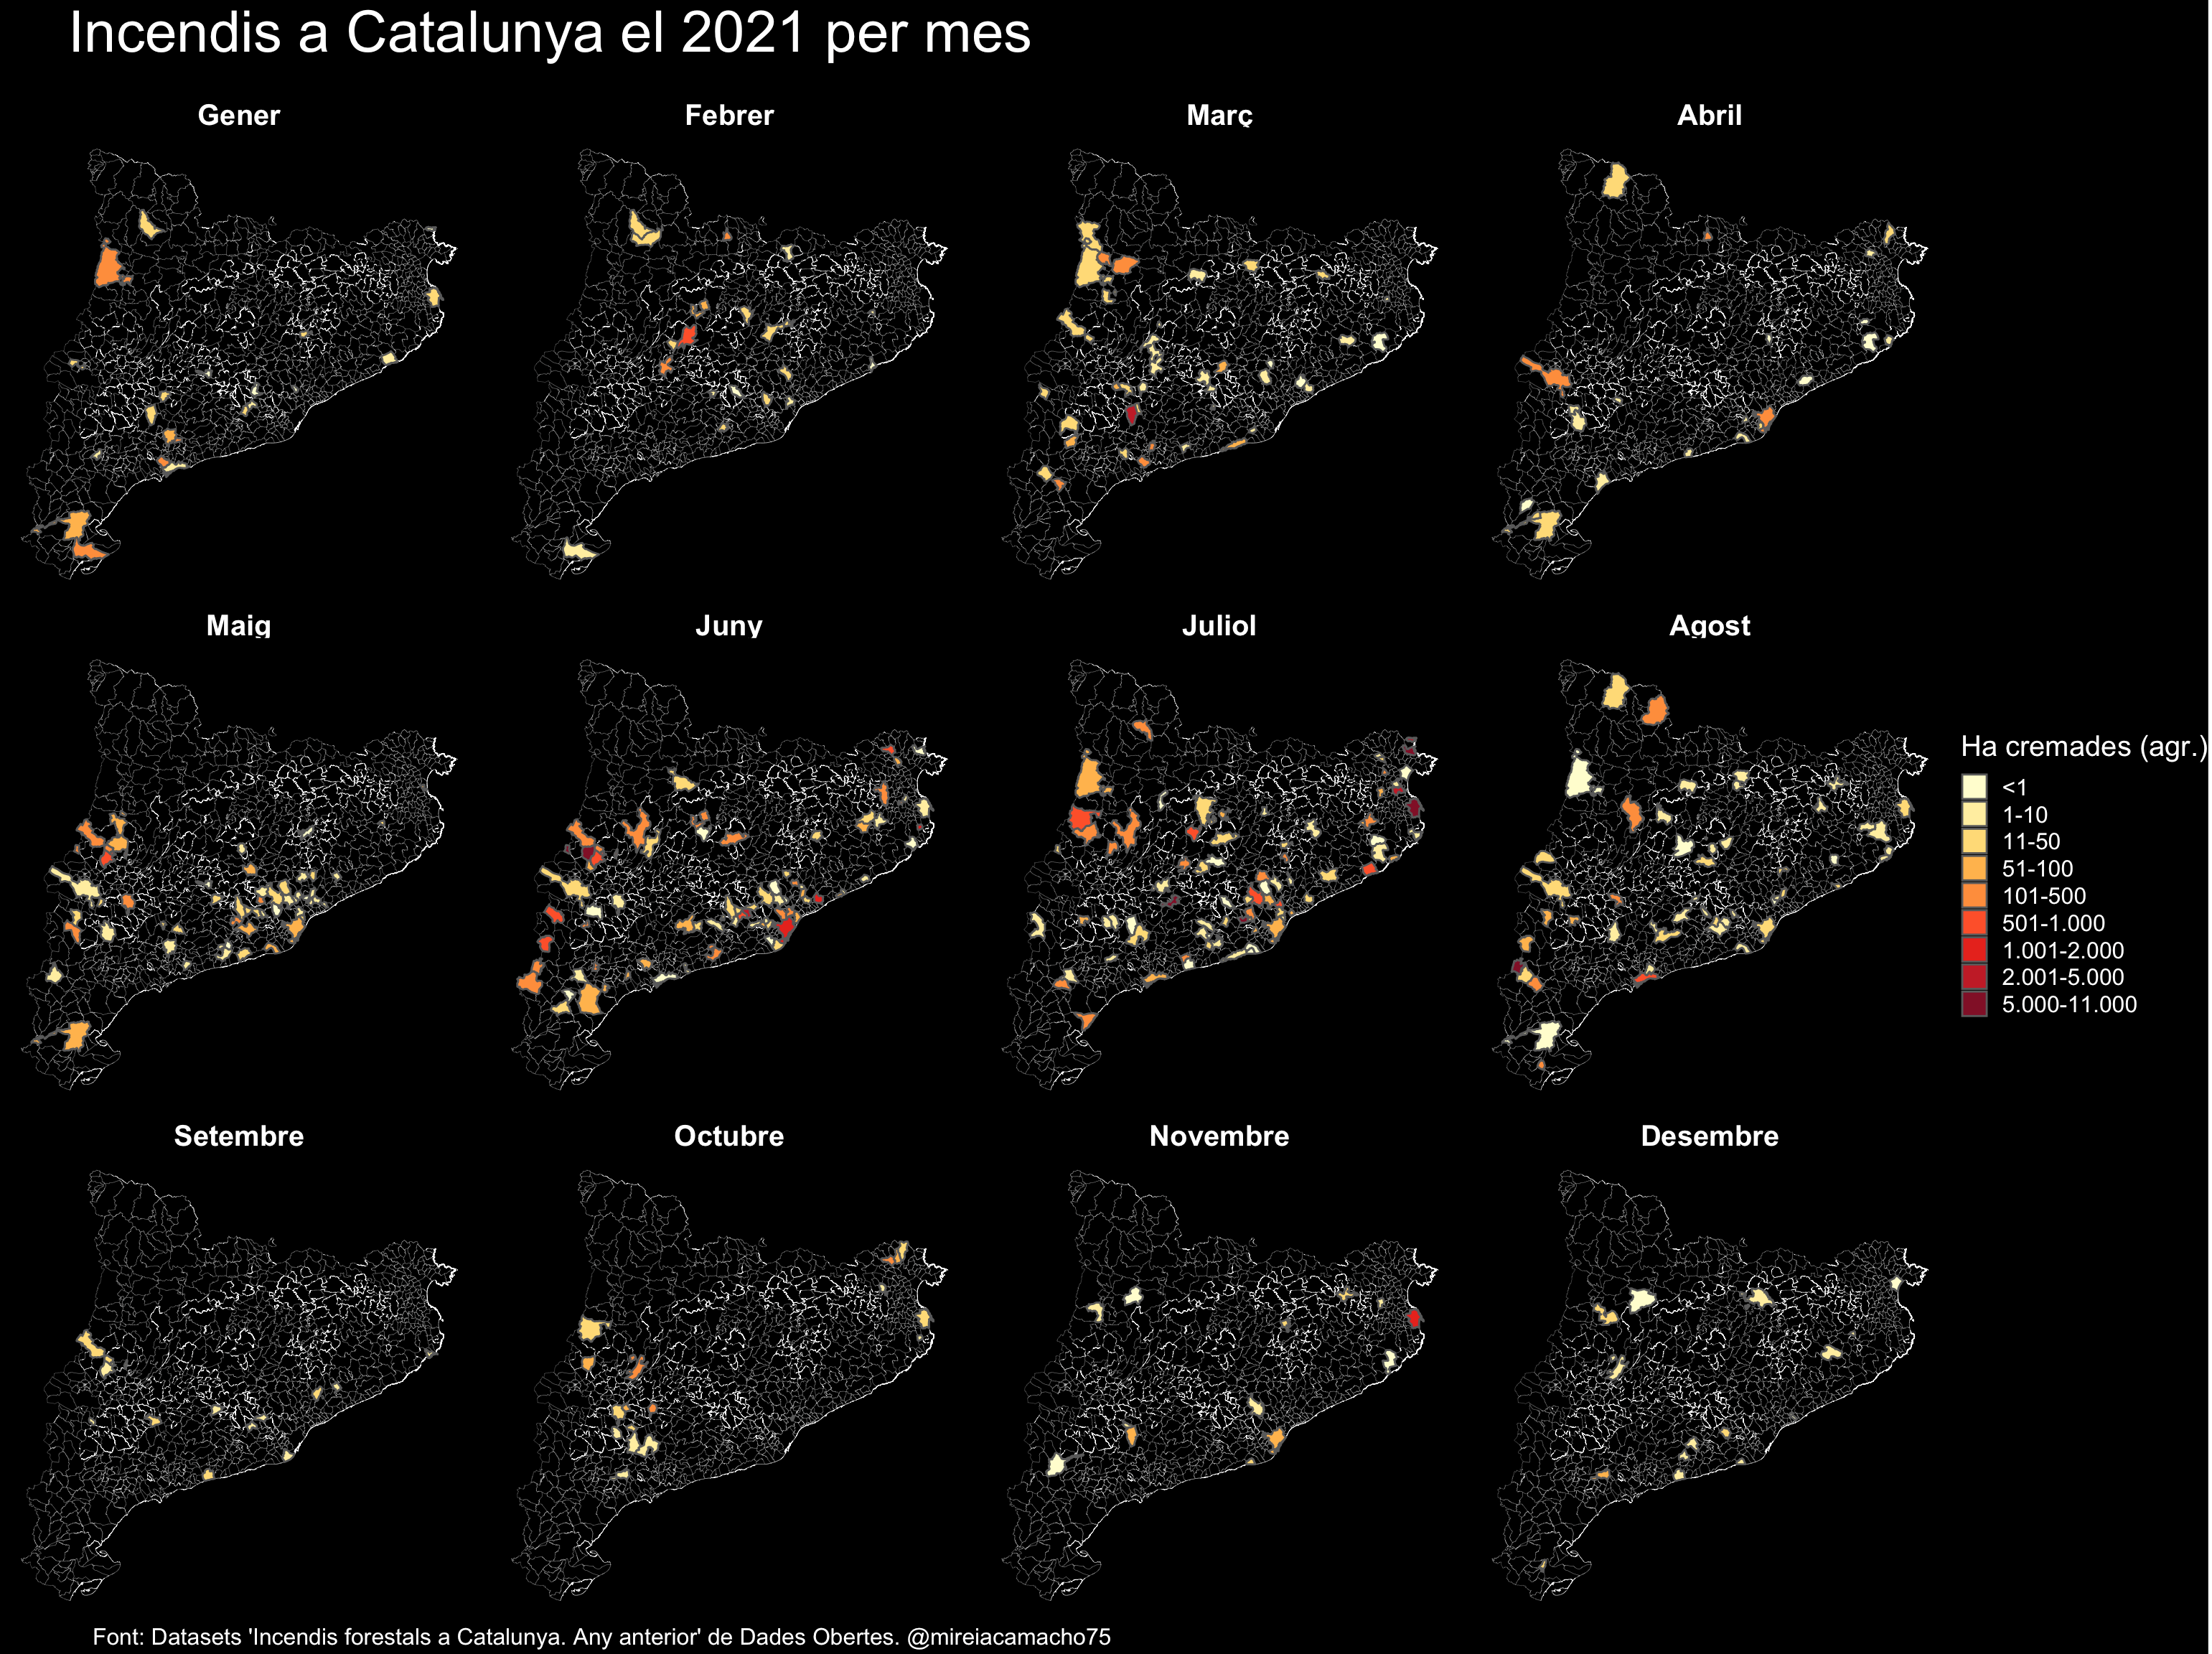 Incendis a Catalunya el 2021 per mes
Gener
Febrer
Març
Abril
Maig
Juny
Juliol
Agost
Ha cremades (agr.)
<1
1-10
11-50
51-100
101-500
501-1.000
1.001-2.000
2.001-5.000
5.000-11.000
Setembre
Octubre
Novembre
Desembre
Font: Datasets 'Incendis forestals a Catalunya. Any anterior' de Dades Obertes. @mireiacamacho75